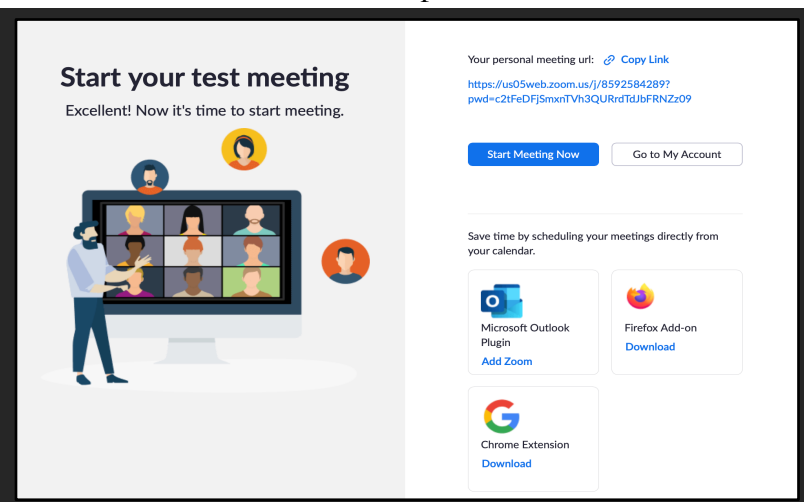 Start your test meeting
Excellent! Now it's time to start meeting.
Your personal meeting url: Copy Link
https://us05web.zoom.us/j/8592584289?
pwd=c2tFeDFjSmxnTVh3QURrdTdJbFRNZz09
Start Meeting Now
Go to My Account
Save time by scheduling your meetings directly from
your calendar.
Microsoft Outlook
Plugin
Add Zoom
Firefox Add-on
Download
Chrome Extension
Download